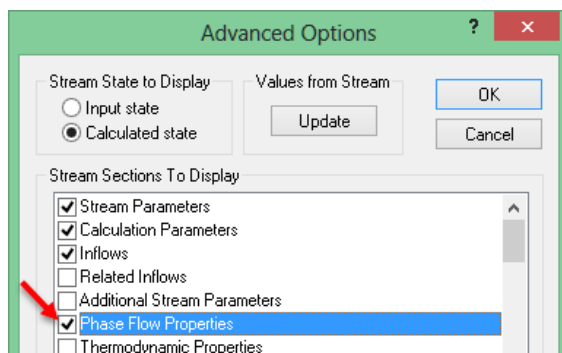 Advanced Options ? ×
Stream State to Display
Input state
Calculated state
Values from Stream
Update
OK
Cancel
Stream Sections To Display
Stream Parameters
Calculation Parameters
Inflows
Related Inflows
Additional Stream Parameters
Phase Flow Properties
Thermodynamic Properties